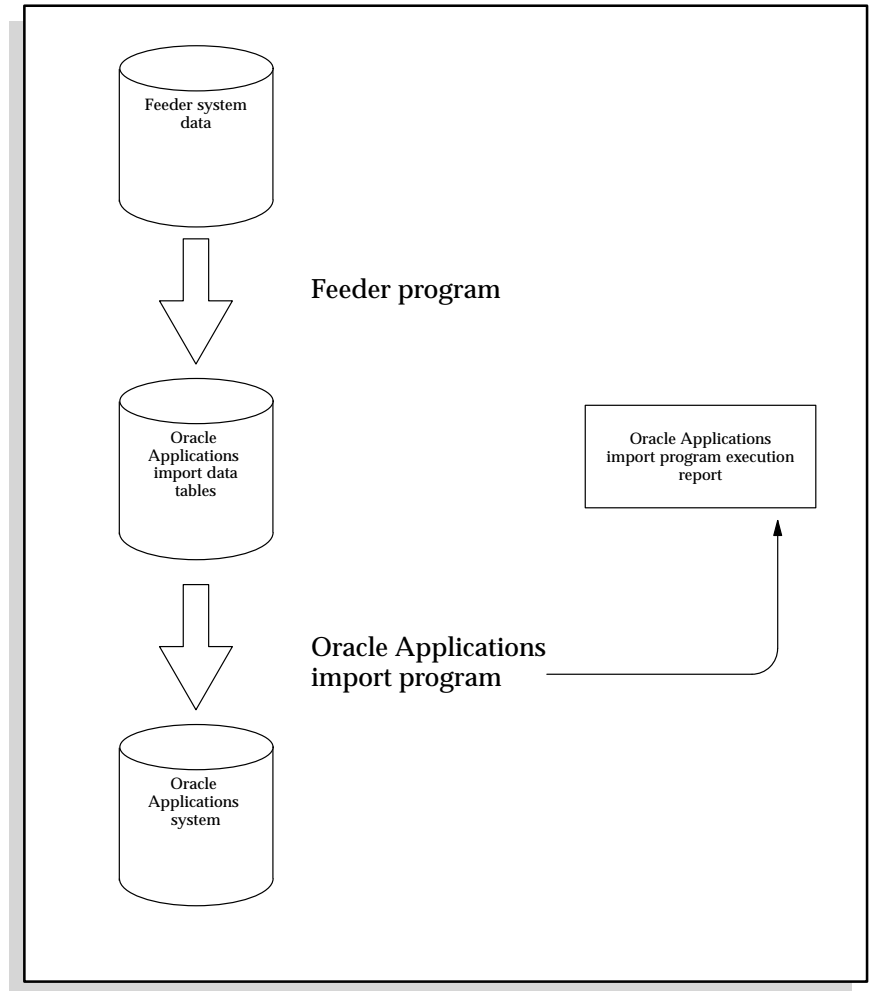 Feeder system
data
Feeder program
Oracle
Applications
import data
tables
Oracle Applications
import program execution
report
Oracle Applications
import program
Oracle
Applications
system